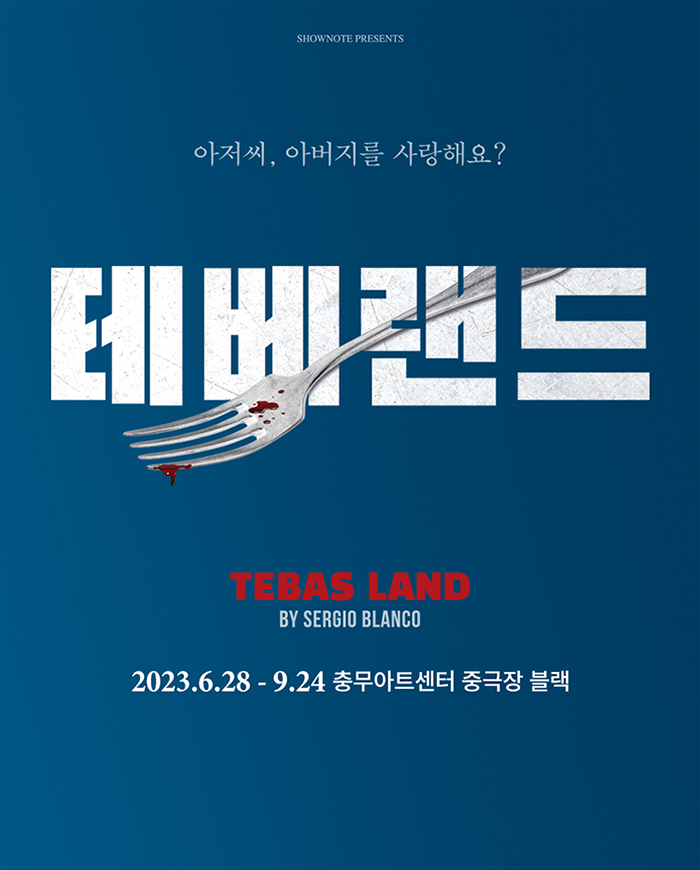 SHOWNOTE PRESENTS
아저씨, 아버지를 사랑해요?
테베랜드
TEBAS LAND
BY SERGIO BLANCO
2023.6.28 - 9.24 충무아트센터 중극장 블랙